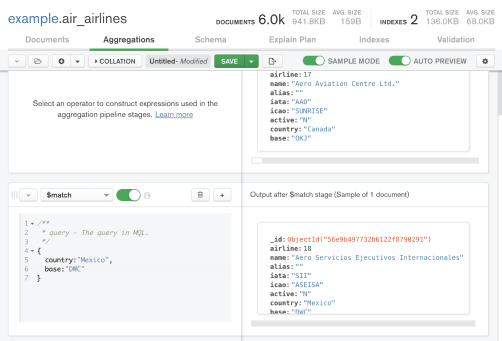 example.air_airlines
DOCUMENTS 6.0k TOTAL SIZE 941.8KB AVG. SIZE 159B INDEXES 2 TOTAL SIZE 136.0KB AVG. SIZE 68.0KB
Documents Aggregations Schema Explain Plan Indexes Validation
COLLATION Untitled- Modified SAVE SAMPLE MODE AUTO PREVIEW
Select an operator to construct expressions used in the
aggregation pipeline stages. Learn more
airline: 17
name: "Aero Aviation Centre Ltd."
alias: ""
iata: "AAD"
icao: "SUNRISE"
active: "N"
country: "Canada"
base: "OKJ"
$match
Output after $match stage (Sample of 1 document)
1 /**
2 * query - The query in MQL.
3 */
4 {
5 country:"Mexico",
6 base:"DWC"
7 }
_id: ObjectId("56e9b497732b6122f8790291")
airline: 18
name: "Aero Servicios Ejecutivos Internacionales"
alias: ""
iata: "SII"
icao: "ASEISA"
active: "N"
country: "Mexico"
base: "DWC"